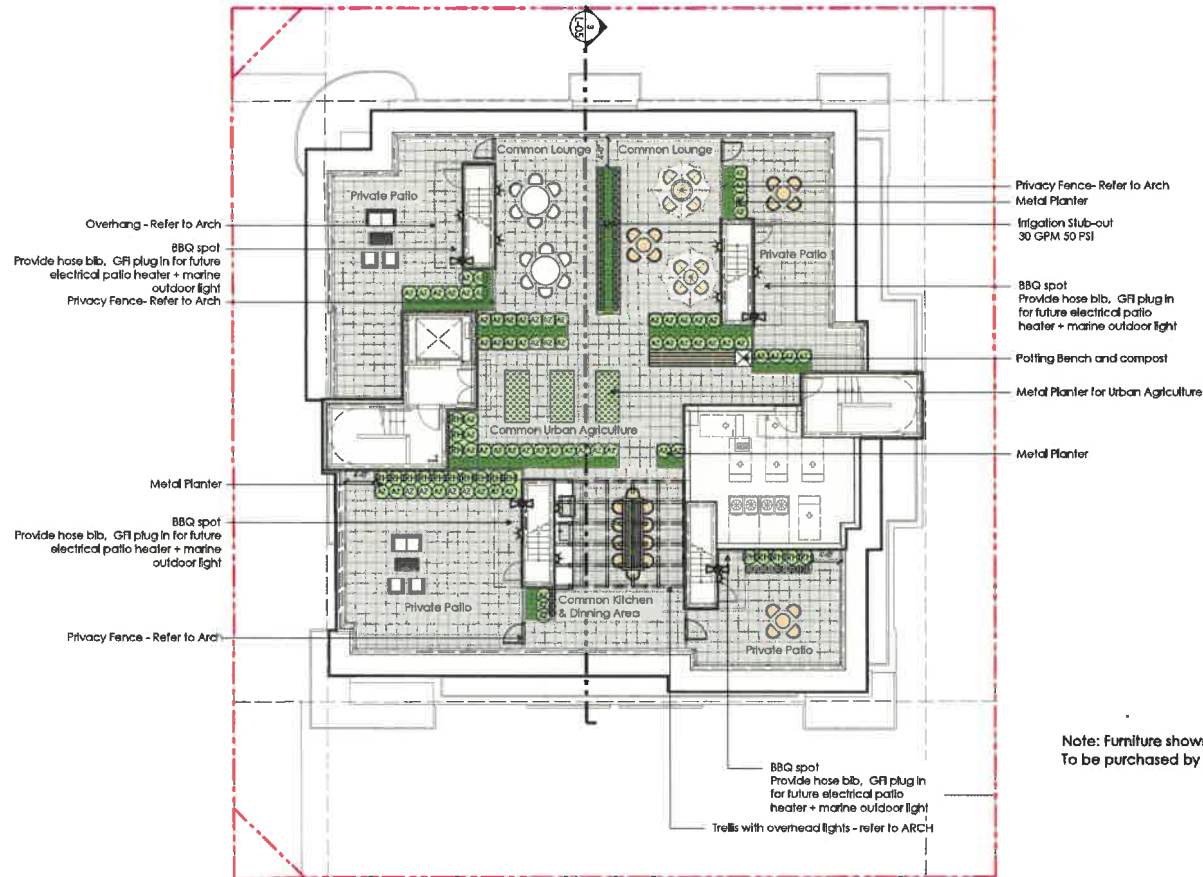 3
L-05
Common Lounge
Common Lounge
Private Patio
Private Patio
Common Urban Agriculture
Private Patio
Common Kitchen
& Dinning Area
Private Patio
Overhang - Refer to Arch
BBQ spot
Provide hose bib, GFI plug in for future
electrical patio heater + marine
outdoor light
Privacy Fence- Refer to Arch
Metal Planter
BBQ spot
Provide hose bib, GFI plug in for future
electrical patio heater + marine
outdoor light
Privacy Fence - Refer to Arch
Privacy Fence- Refer to Arch
Metal Planter
Irrigation Stub-out
30 GPM 50 PSI
BBQ spot
Provide hose bib, GFI plug in
for future electrical patio
heater + marine outdoor light
Potting Bench and compost
Metal Planter for Urban Agriculture
Metal Planter
Note: Furniture shows
To be purchased by
BBQ spot
Provide hose bib, GFI plug in
for future electrical patio
heater + marine outdoor light
Trellis with overhead lights - refer to ARCH